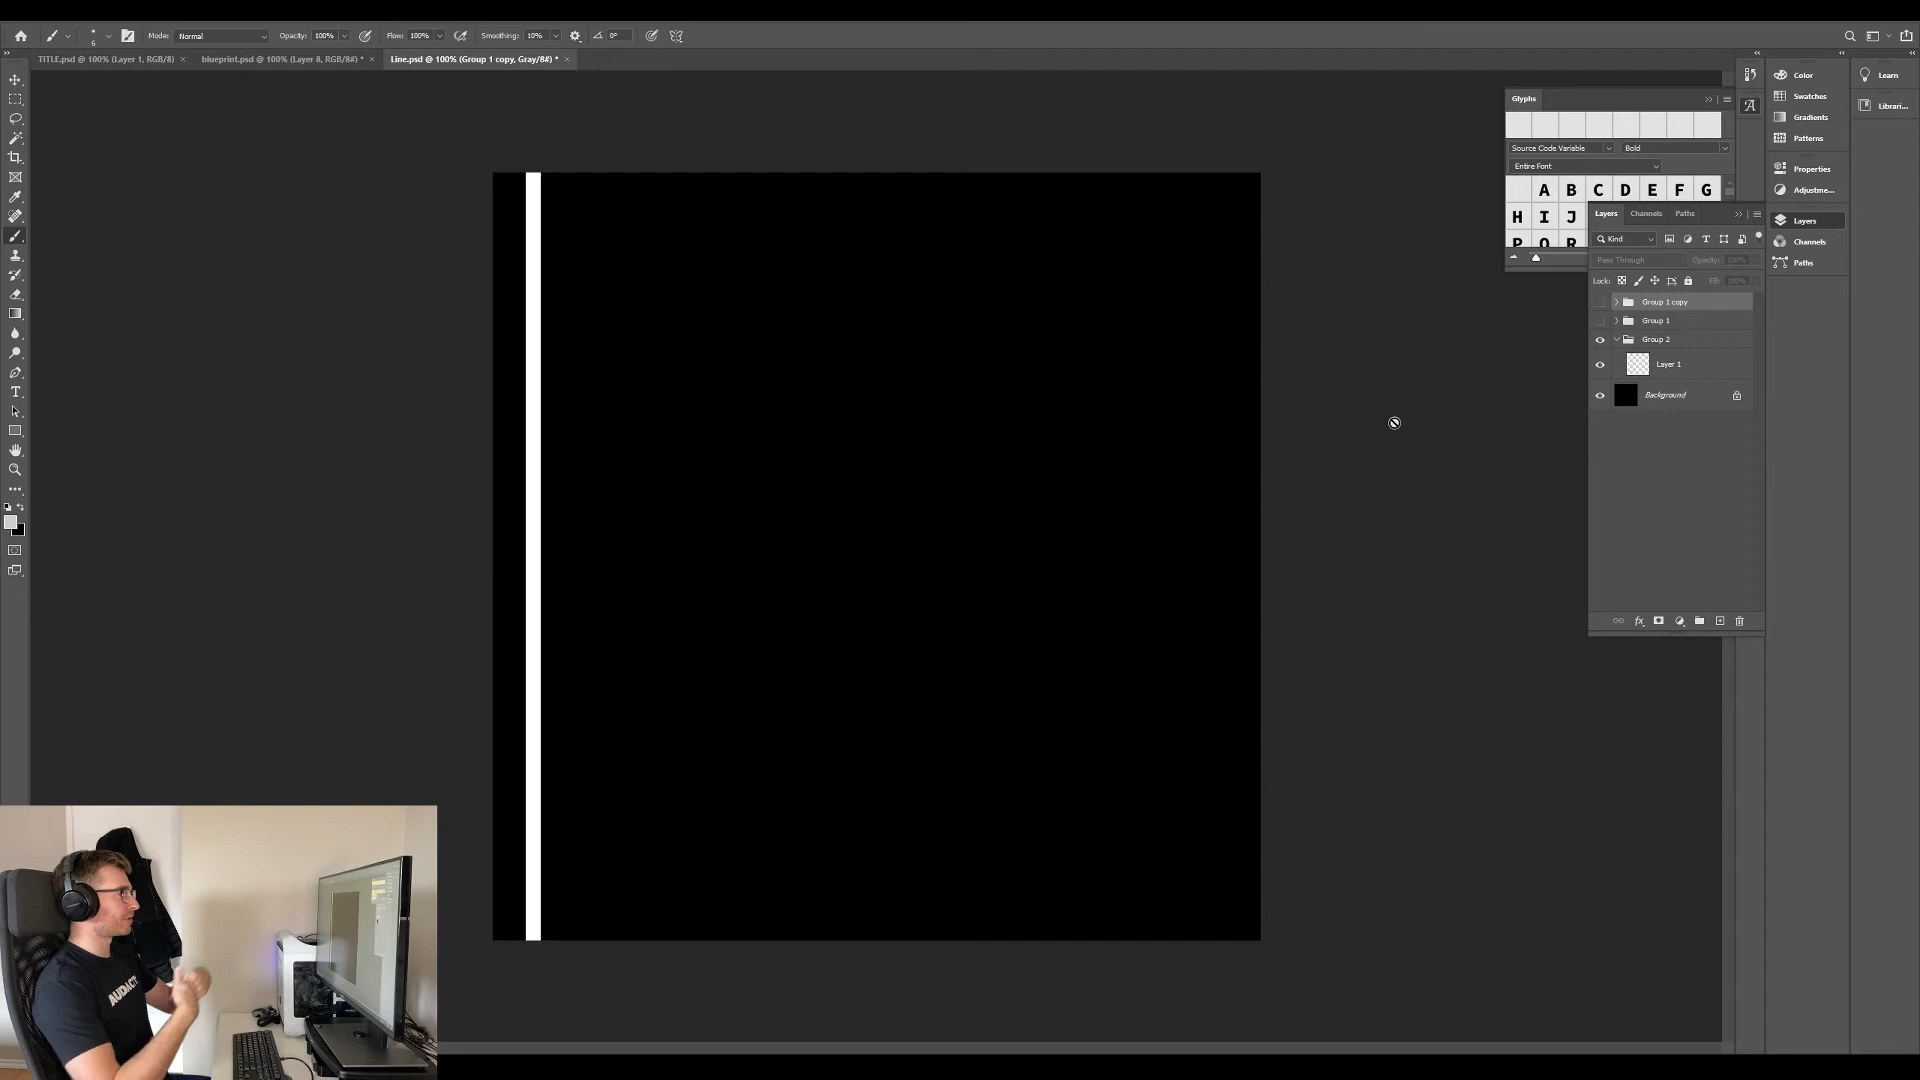 6
Mode: Normal
Opacity: 100%
Flow: 100%
Smoothing: 10%
0°
TITLE.psd @ 100% (Layer 1, RGB/8) ×
blueprint.psd @ 100% (Layer 8, RGB/8#) * ×
Line.psd @ 100% (Group 1 copy, Gray/8#) * ×
Glyphs
Source Code Variable
Bold
Entire Font
A B C D E F G
H I J
P Q R
Layers Channels Paths
Kind
Pass Through Opacity: 100%
Lock: Fill: 100%
Group 1 copy
Group 1
Group 2
Layer 1
Background
Color
Swatches
Gradients
Patterns
Properties
Adjustme...
Layers
Channels
Paths
Learn
Librari...